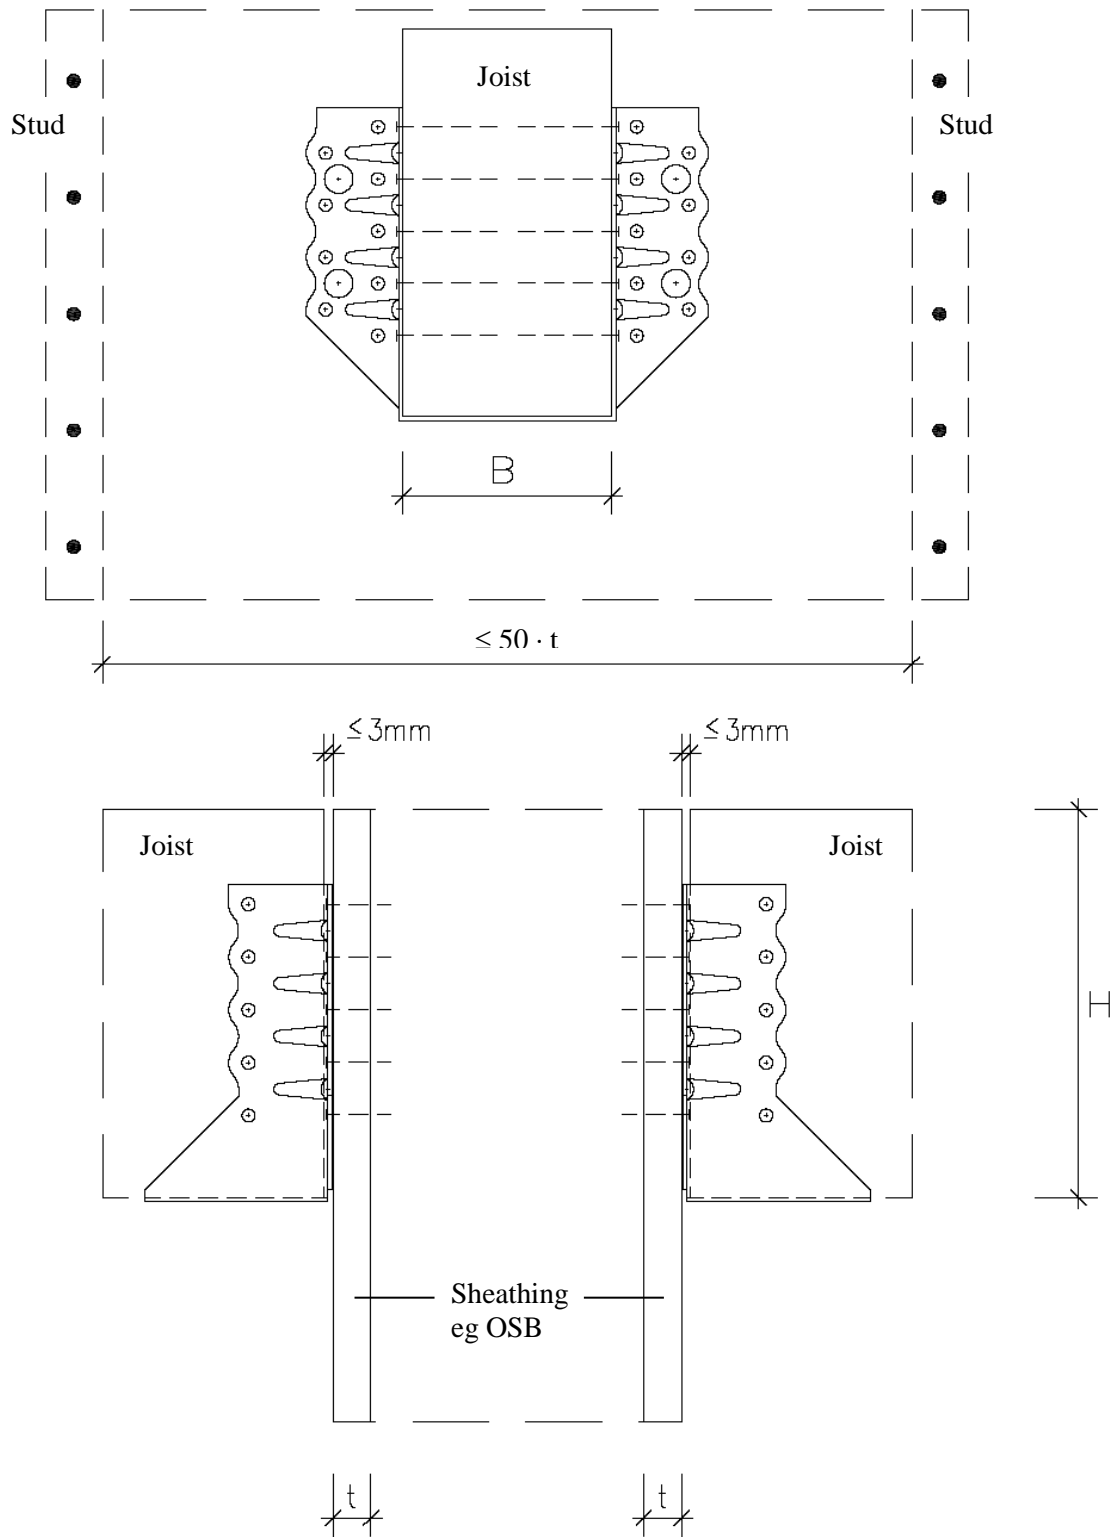 Joist
Stud
Stud
B
≤ 50 · t
≤3mm
≤3mm
Joist
Joist
H
Sheathing
eg OSB
t
t